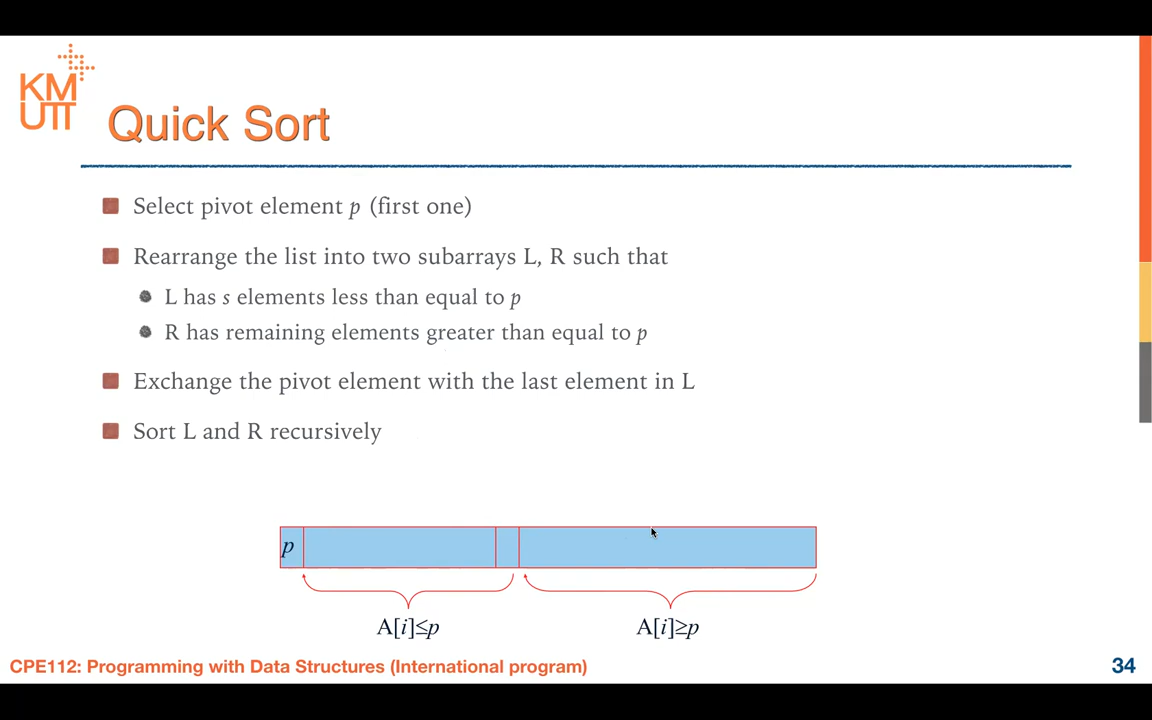 KM
UTT
Quick Sort
Select pivot element p (first one)
Rearrange the list into two subarrays L, R such that
L has s elements less than equal to p
R has remaining elements greater than equal to p
Exchange the pivot element with the last element in L
Sort L and R recursively
p
A[i]≤p
A[i]≥p
CPE112: Programming with Data Structures (International program)
34